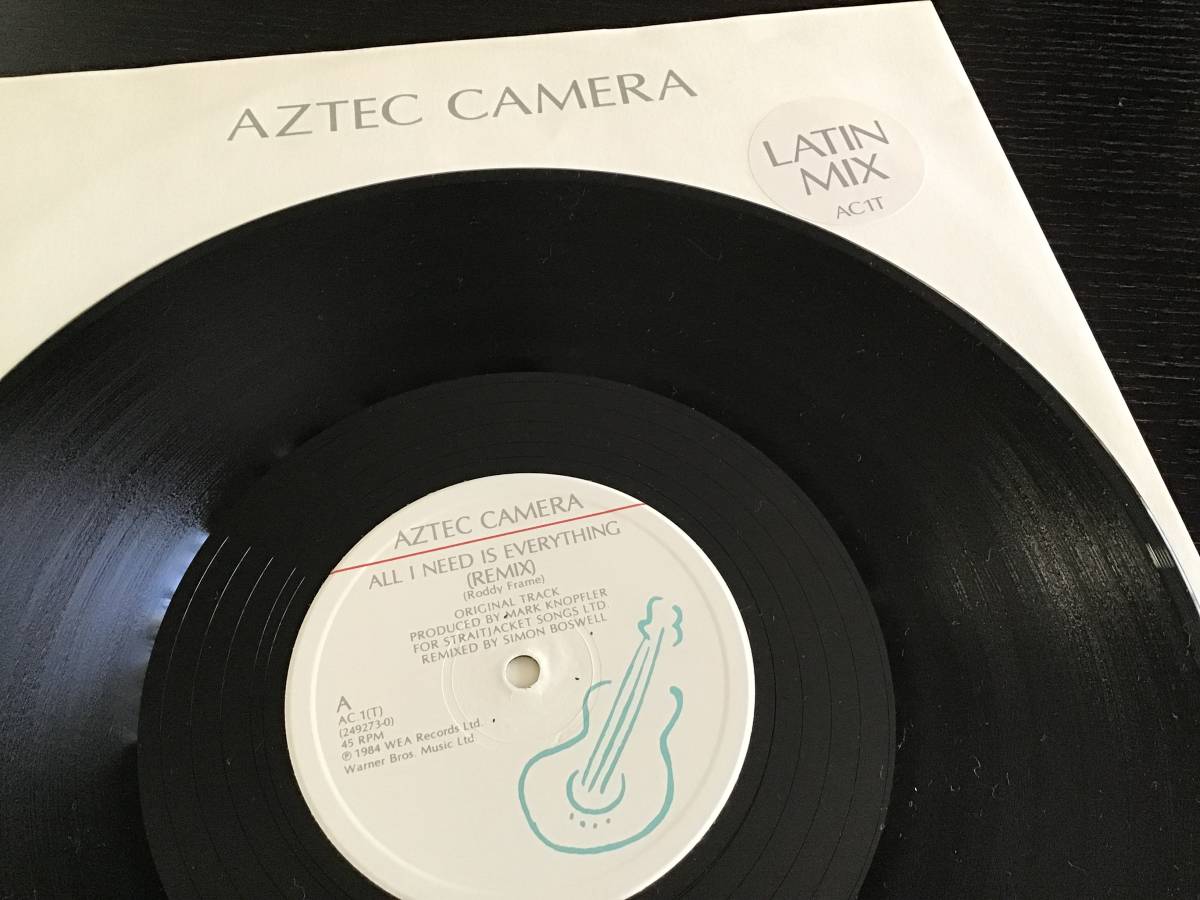 AZTEC CAMERA
LATIN
MIX
AC1T
AZTEC CAMERA
ALL I NEED IS EVERYTHING
(REMIX)
(Roddy Frame)
ORIGINAL TRACK
PRODUCED BY MARK KNOPFLER
FOR STRAITJACKET SONGS LTD.
REMIXED BY SIMON BOSWELL
A
AC 1(T)
(249273-0)
45 RPM
℗ 1984 WEA Records Ltd.
Warner Bros. Music Ltd